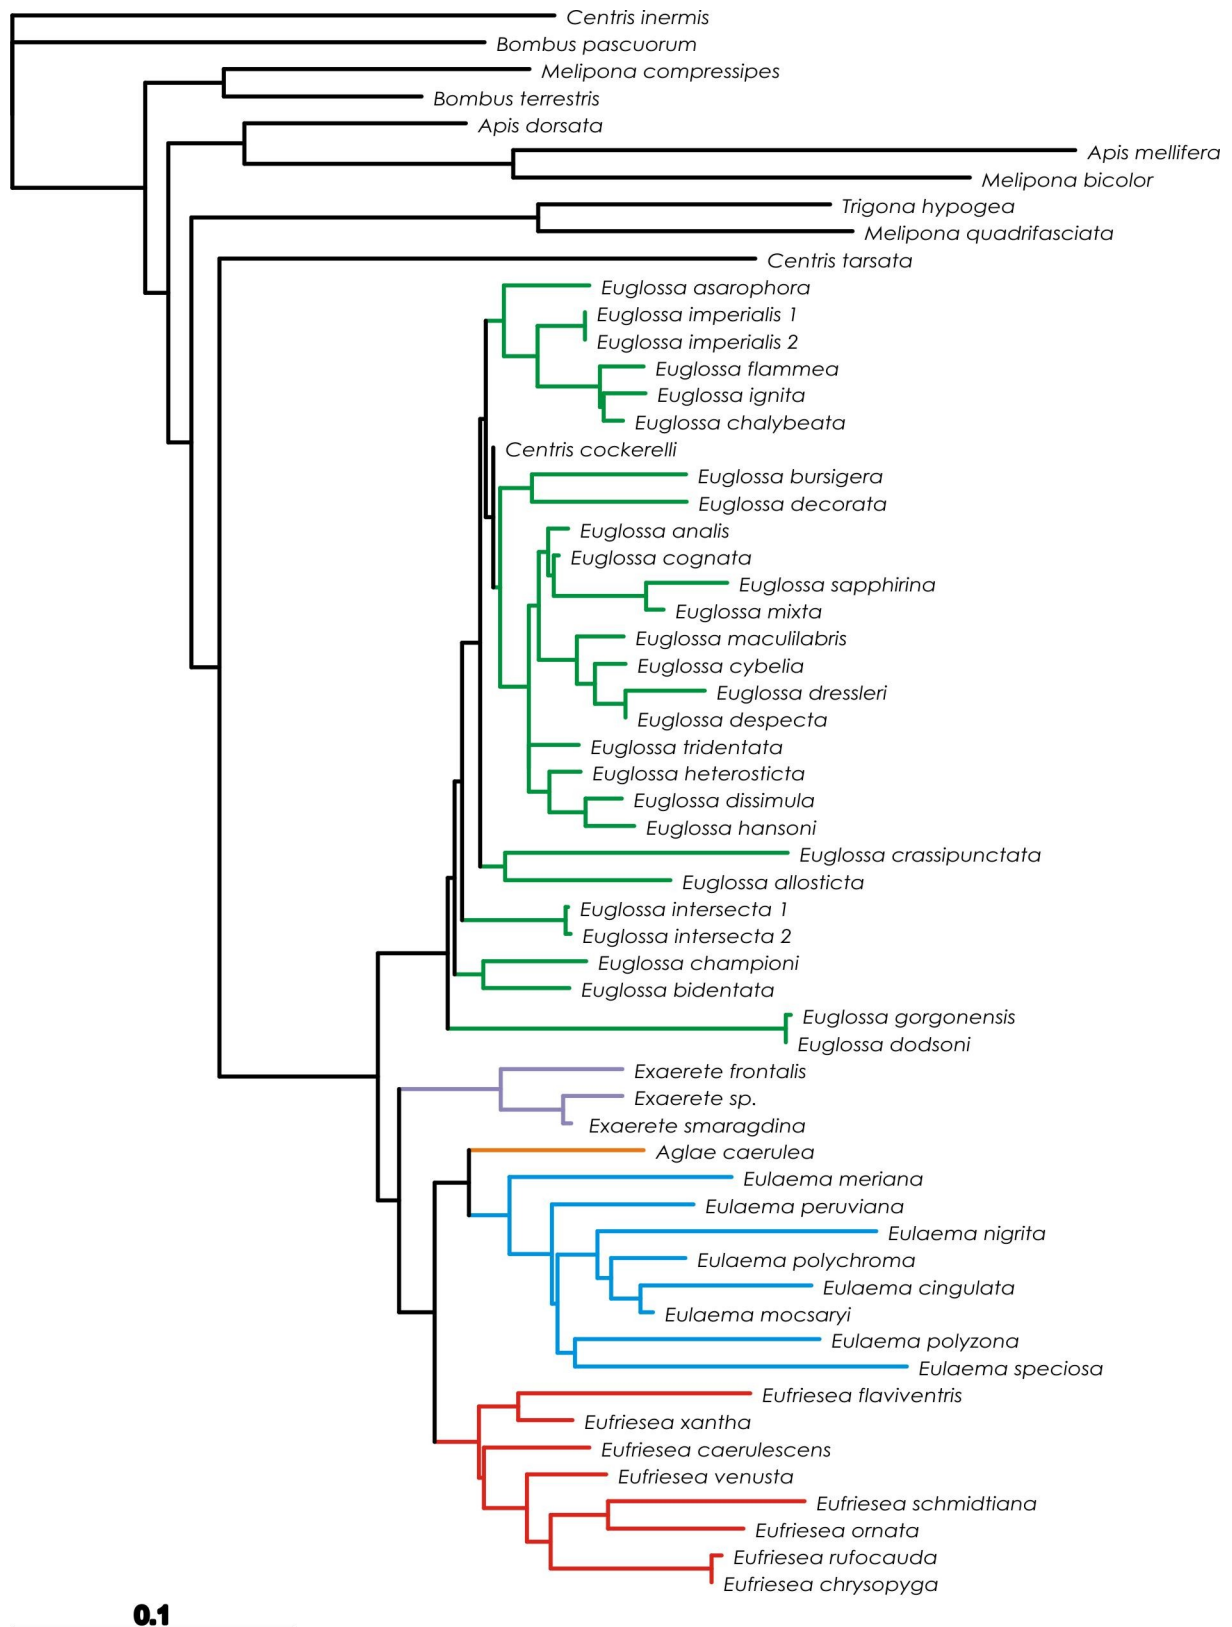 Centris inermis
Bombus pascuorum
Melipona compressipes
Bombus terrestris
Apis dorsata
Apis mellifera
Melipona bicolor
Trigona hypogea
Melipona quadrifasciata
Centris tarsata
Euglossa asarophora
Euglossa imperialis 1
Euglossa imperialis 2
Euglossa flammea
Euglossa ignita
Euglossa chalybeata
Centris cockerelli
Euglossa bursigera
Euglossa decorata
Euglossa analis
Euglossa cognata
Euglossa sapphirina
Euglossa mixta
Euglossa maculilabris
Euglossa cybelia
Euglossa dressleri
Euglossa despecta
Euglossa tridentata
Euglossa heterosticta
Euglossa dissimula
Euglossa hansoni
Euglossa crassipunctata
Euglossa allosticta
Euglossa intersecta 1
Euglossa intersecta 2
Euglossa championi
Euglossa bidentata
Euglossa gorgonensis
Euglossa dodsoni
Exaerete frontalis
Exaerete sp.
Exaerete smaragdina
Aglae caerulea
Eulaema meriana
Eulaema peruviana
Eulaema nigrita
Eulaema polychroma
Eulaema cingulata
Eulaema mocsaryi
Eulaema polyzona
Eulaema speciosa
Eufriesea flaviventris
Eufriesea xantha
Eufriesea caerulescens
Eufriesea venusta
Eufriesea schmidtiana
Eufriesea ornata
Eufriesea rufocauda
Eufriesea chrysopyga
0.1